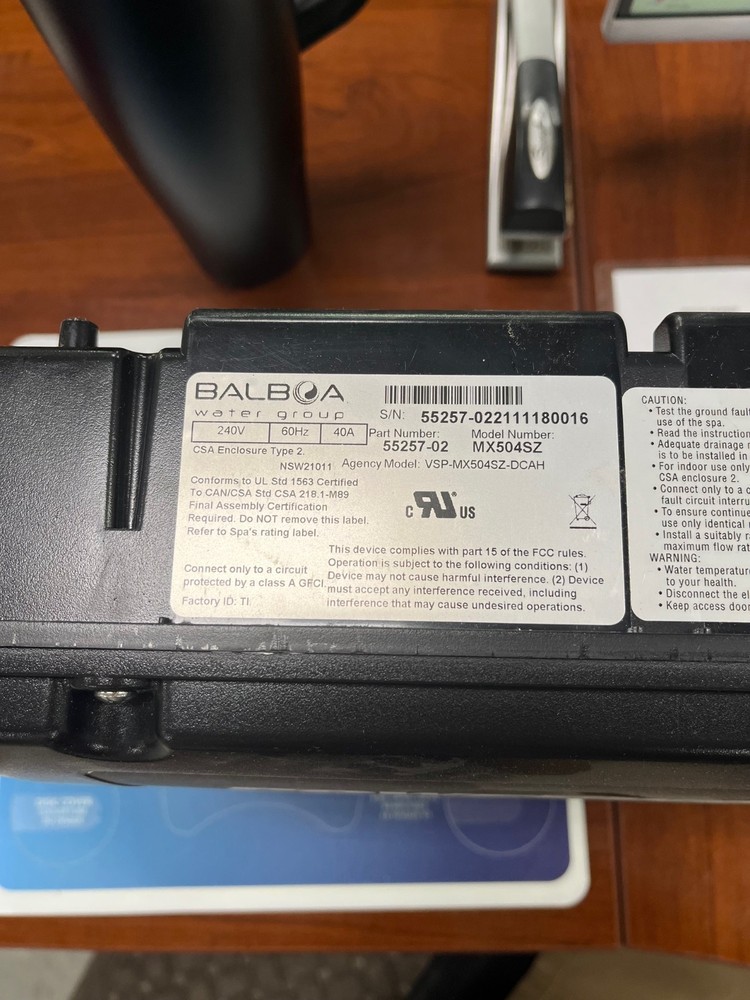 BALBOA
water group
S/N: 55257-022111180016
240V 60Hz 40A
Part Number: Model Number:
55257-02 MX504SZ
CSA Enclosure Type 2.
NSW21011 Agency Model: VSP-MX504SZ-DCAH
Conforms to UL Std 1563 Certified
To CAN/CSA Std CSA 218.1-M89
Final Assembly Certification
Required. Do NOT remove this label.
Refer to Spa's rating label.
C RU® US
Connect only to a circuit
protected by a class A GFCI.
Factory ID: TI
This device complies with part 15 of the FCC rules.
Operation is subject to the following conditions: (1)
Device may not cause harmful interference. (2) Device
must accept any interference received, including
interference that may cause undesired operations.
CAUTION:
• Test the ground fault
use of the spa.
• Read the instruction
• Adequate drainage
is to be installed in
• For indoor use only
CSA enclosure 2.
• Connect only to a
fault circuit
• To ensure
use only identical
• Install a suitably
maximum flow
WARNING:
• Water
to your health.
• Disconnect the
• Keep access